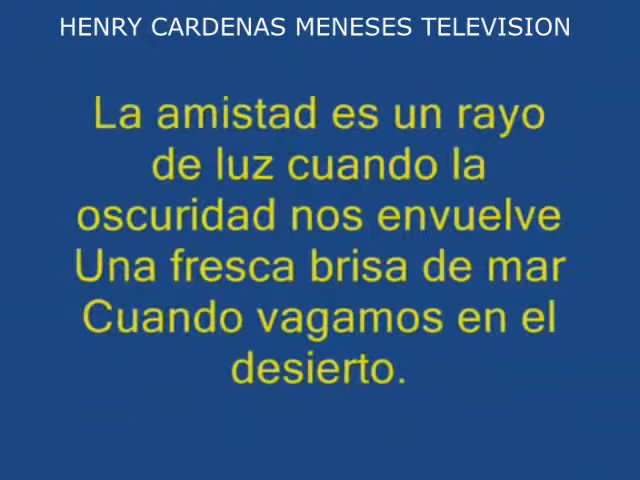 HENRY CARDENAS MENESES TELEVISION
La amistad es un rayo
de luz cuando la
oscuridad nos envuelve
Una fresca brisa de mar
Cuando vagamos en el
desierto.